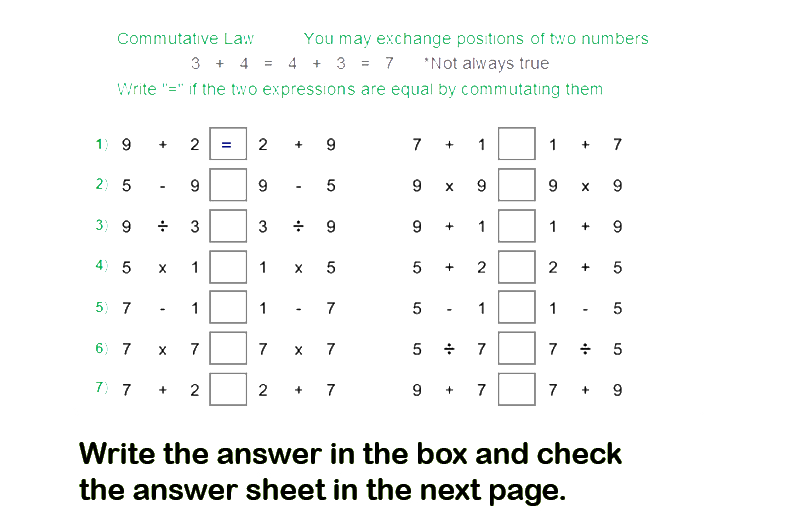 Commutative Law You may exchange positions of two numbers
3 + 4 = 4 + 3 = 7 *Not always true
Write "=" if the two expressions are equal by commutating them
1) 9 + 2 = 2 + 9 7 + 1 1 + 7
2) 5 - 9 9 - 5 9 x 9 9 x 9
3) 9 ÷ 3 3 ÷ 9 9 + 1 1 + 9
4) 5 x 1 1 x 5 5 + 2 2 + 5
5) 7 - 1 1 - 7 5 - 1 1 - 5
6) 7 x 7 7 x 7 5 ÷ 7 7 ÷ 5
7) 7 + 2 2 + 7 9 + 7 7 + 9
Write the answer in the box and check
the answer sheet in the next page.